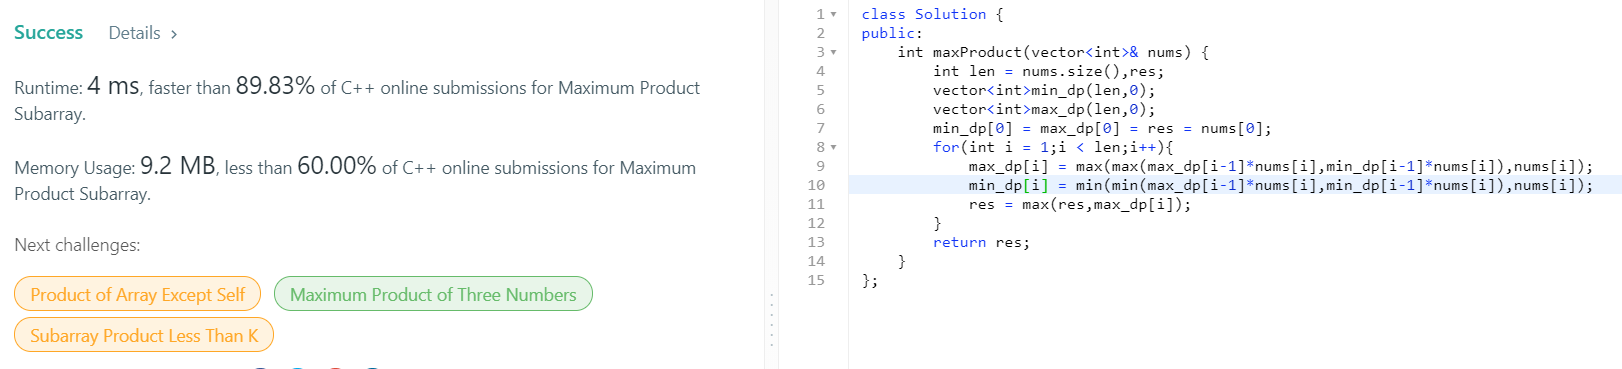 Success Details >
Runtime: 4 ms, faster than 89.83% of C++ online submissions for Maximum Product
Subarray.
Memory Usage: 9.2 MB, less than 60.00% of C++ online submissions for Maximum
Product Subarray.
Next challenges:
Product of Array Except Self Maximum Product of Three Numbers
Subarray Product Less Than K
1 class Solution {
2 public:
3     int maxProduct(vector<int>& nums) {
4         int len = nums.size(),res;
5         vector<int>min_dp(len,0);
6         vector<int>max_dp(len,0);
7         min_dp[0] = max_dp[0] = res = nums[0];
8         for(int i = 1;i < len;i++){
9             max_dp[i] = max(max(max_dp[i-1]*nums[i],min_dp[i-1]*nums[i]),nums[i]);
10             min_dp[i] = min(min(max_dp[i-1]*nums[i],min_dp[i-1]*nums[i]),nums[i]);
11             res = max(res,max_dp[i]);
12         }
13         return res;
14     }
15 };